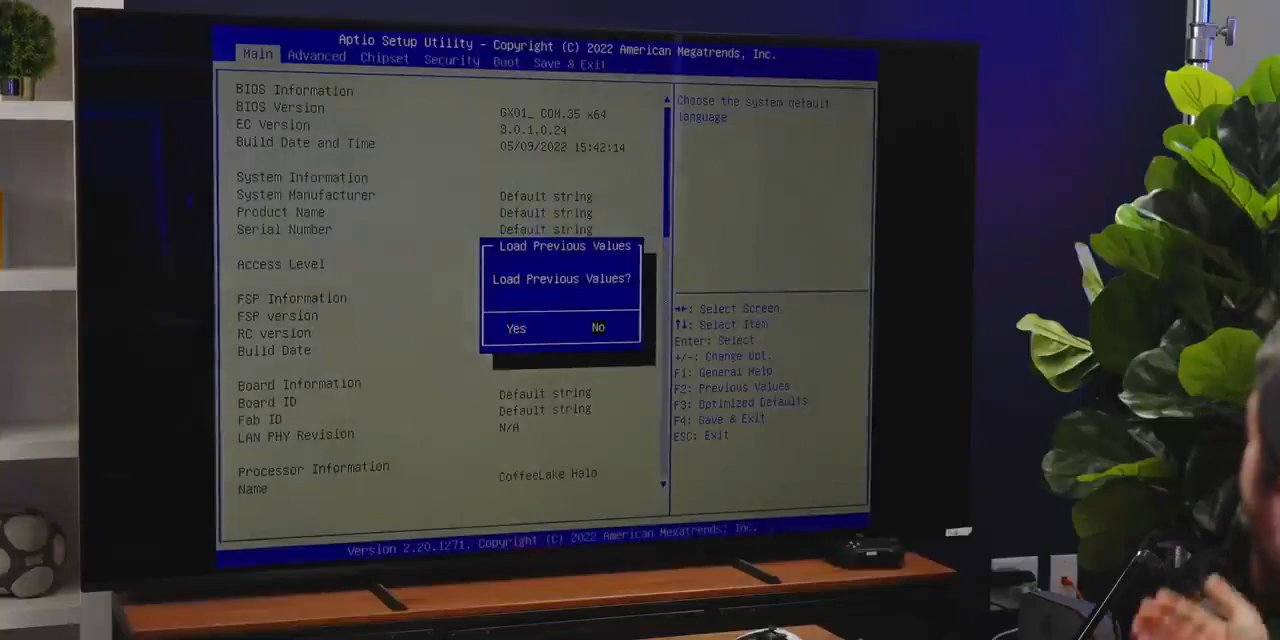 Aptio Setup Utility - Copyright (C) 2022 American Megatrends, Inc.
Main Advanced Chipset Security Boot Save & Exit
BIOS Information
BIOS Version GX01_ COM.35 x64
EC Version 3.0.1.0.24
Build Date and Time 05/09/2022 15:42:14
System Information
System Manufacturer Default string
Product Name Default string
Serial Number Default string
Access Level
FSP Information
FSP version
RC version
Build Date
Board Information
Board ID Default string
Fab ID Default string
LAN PHY Revision N/A
Processor Information
Name CoffeeLake Halo
Load Previous Values
Load Previous Values?
Yes No
Choose the system default
language
→←: Select Screen
↑↓: Select Item
Enter: Select
+/-: Change Opt.
F1: General Help
F2: Previous Values
F3: Optimized Defaults
F4: Save & Exit
ESC: Exit
Version 2.20.1271. Copyright (C) 2022 American Megatrends, Inc.